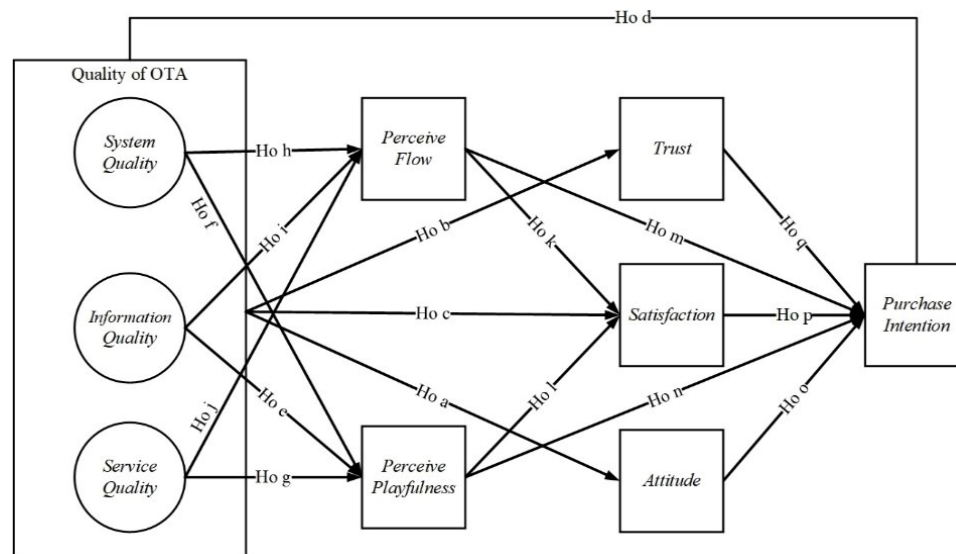 Ho d
Quality of OTA
System
Quality
Ho h
Perceive
Flow
Trust
Ho f
Ho i
Ho b
Ho k
Ho m
Ho q
Information
Quality
Ho c
Satisfaction
Ho p
Purchase
Intention
Ho j
Ho e
Ho a
Ho l
Ho n
Ho o
Service
Quality
Ho g
Perceive
Playfulness
Attitude